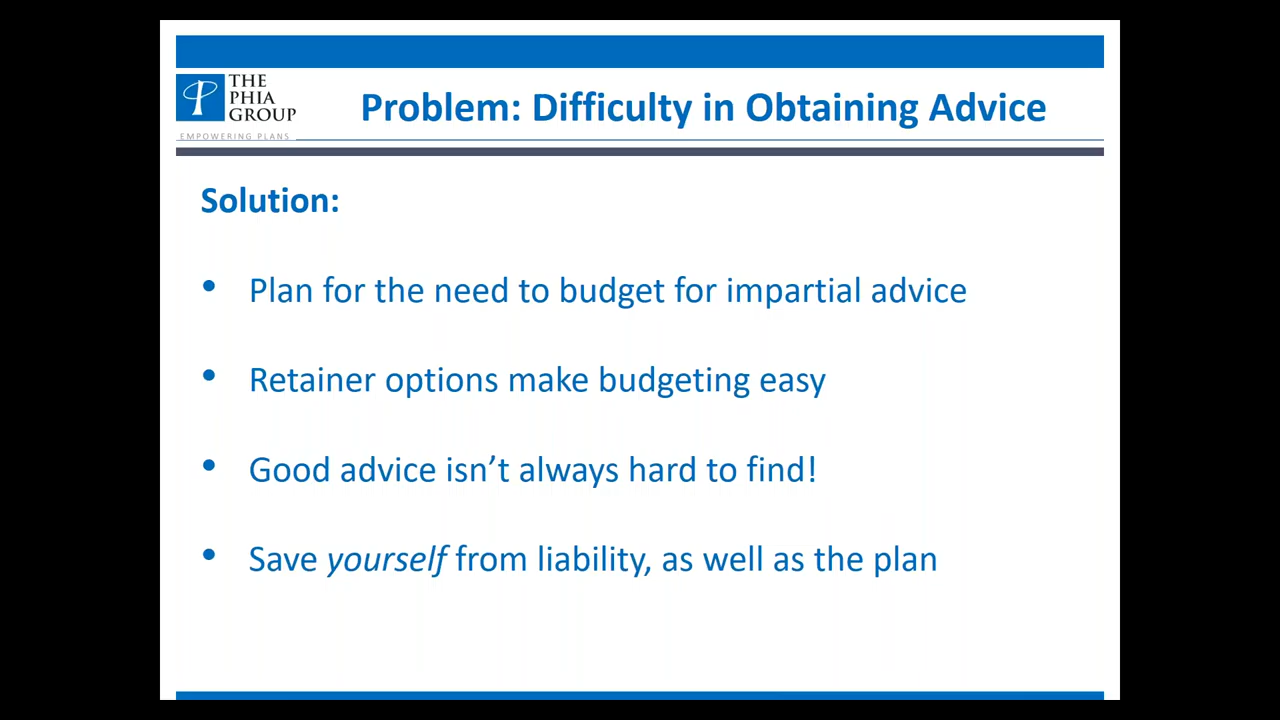 THE
PHIA
GROUP
EMPOWERING PLANS
Problem: Difficulty in Obtaining Advice
Solution:
• Plan for the need to budget for impartial advice
• Retainer options make budgeting easy
• Good advice isn’t always hard to find!
• Save yourself from liability, as well as the plan